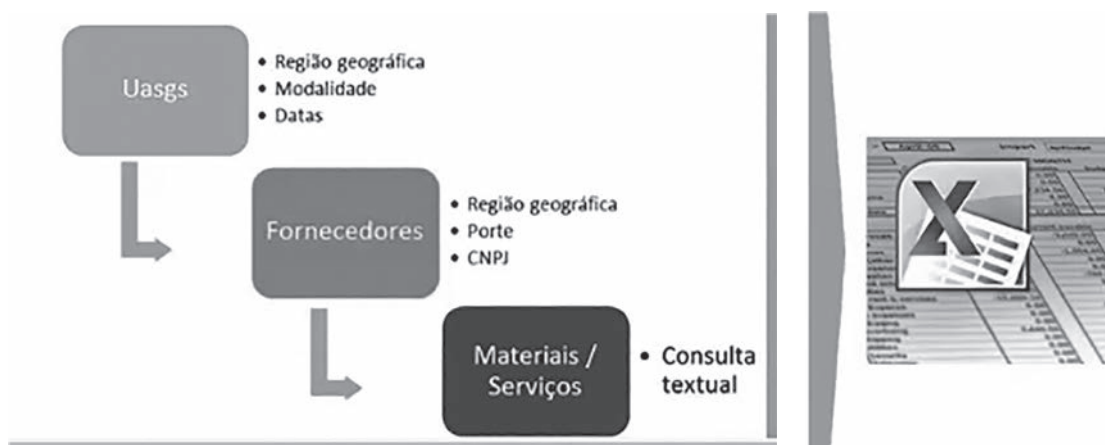 Uasgs
• Região geográfica
• Modalidade
• Datas
Fornecedores
• Região geográfica
• Porte
• CNPJ
Materiais /
Serviços
• Consulta
textual